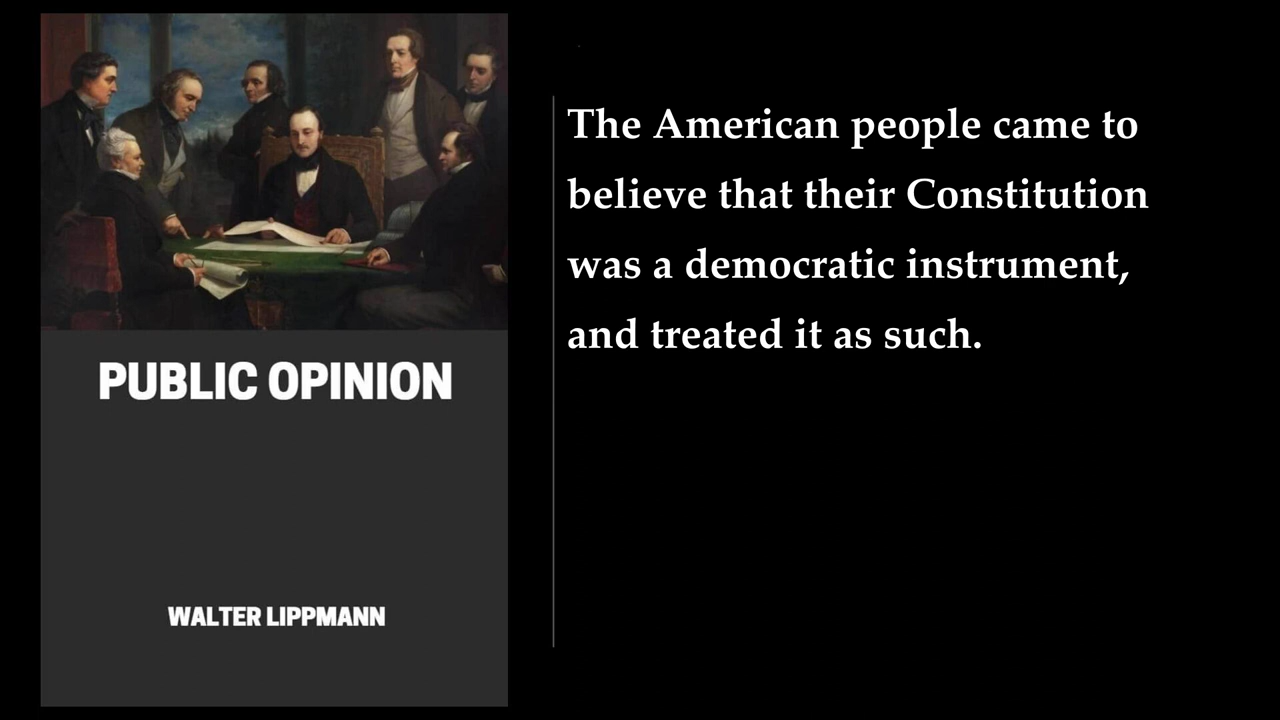 PUBLIC OPINION
WALTER LIPPMANN
The American people came to
believe that their Constitution
was a democratic instrument,
and treated it as such.